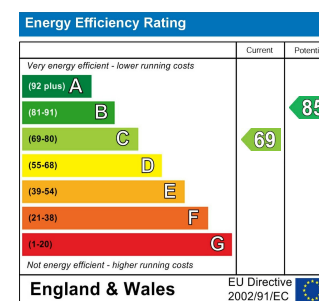 Energy Efficiency Rating
Current Potenti
Very energy efficient - lower running costs
(92 plus) A
(81-91) B
(69-80) C
(55-68) D
(39-54) E
(21-38) F
(1-20) G
69
85
Not energy efficient - higher running costs
England & Wales
EU Directive
2002/91/EC